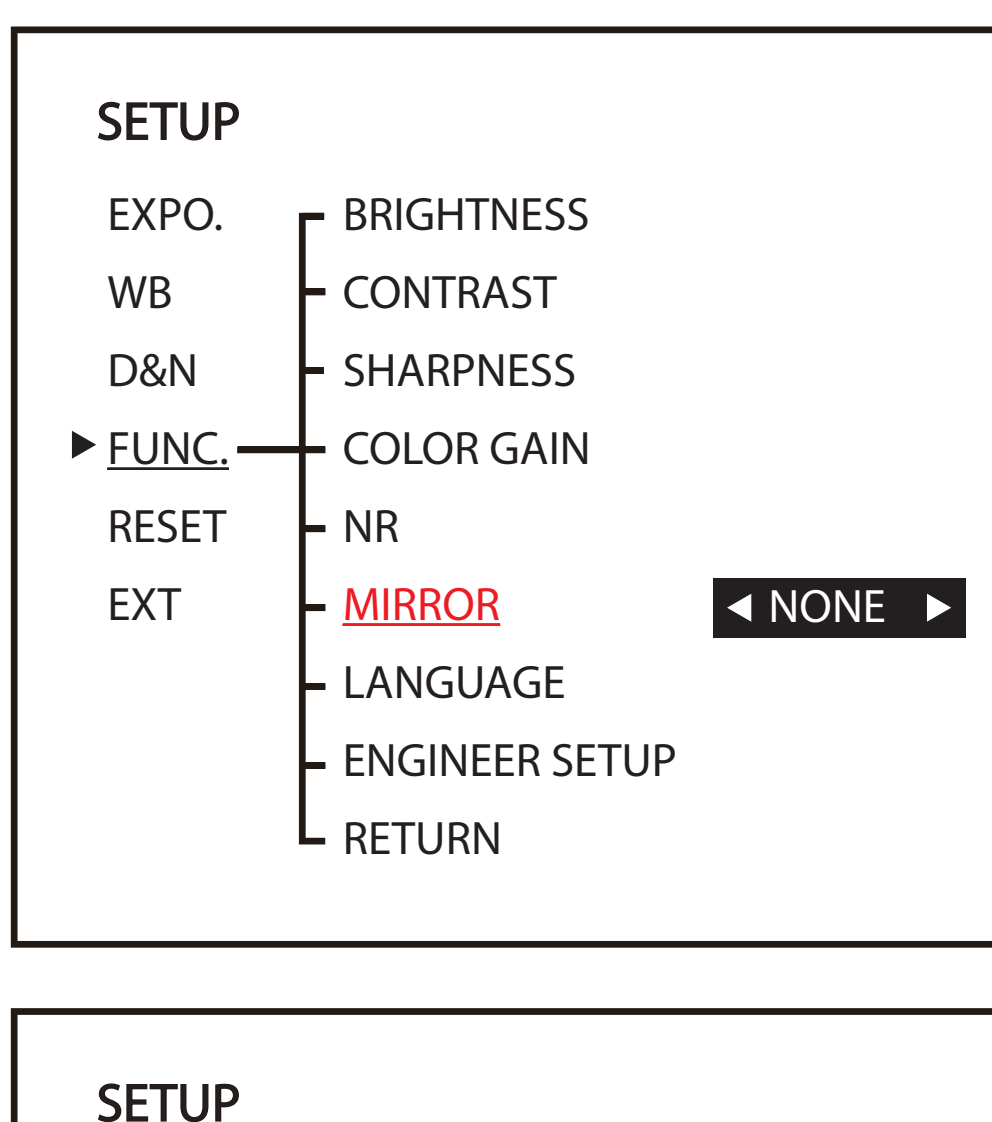 SETUP
EXPO. BRIGHTNESS
WB CONTRAST
D&N SHARPNESS
FUNC. COLOR GAIN
RESET NR
EXT MIRROR NONE
LANGUAGE
ENGINEER SETUP
RETURN
SETUP